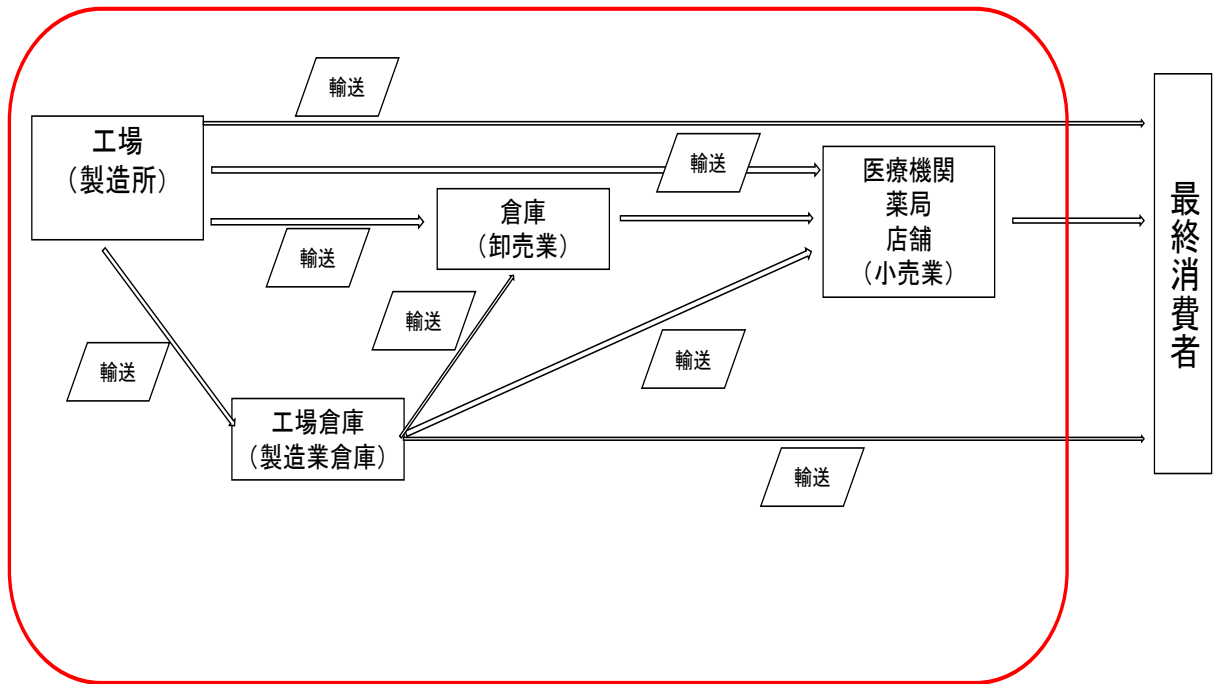 輸送
工場
（製造所）
輸送
医療機関
薬局
店舗
（小売業）
倉庫
（卸売業）
輸送
輸送
輸送
輸送
工場倉庫
（製造業倉庫）
輸送
最終消費者